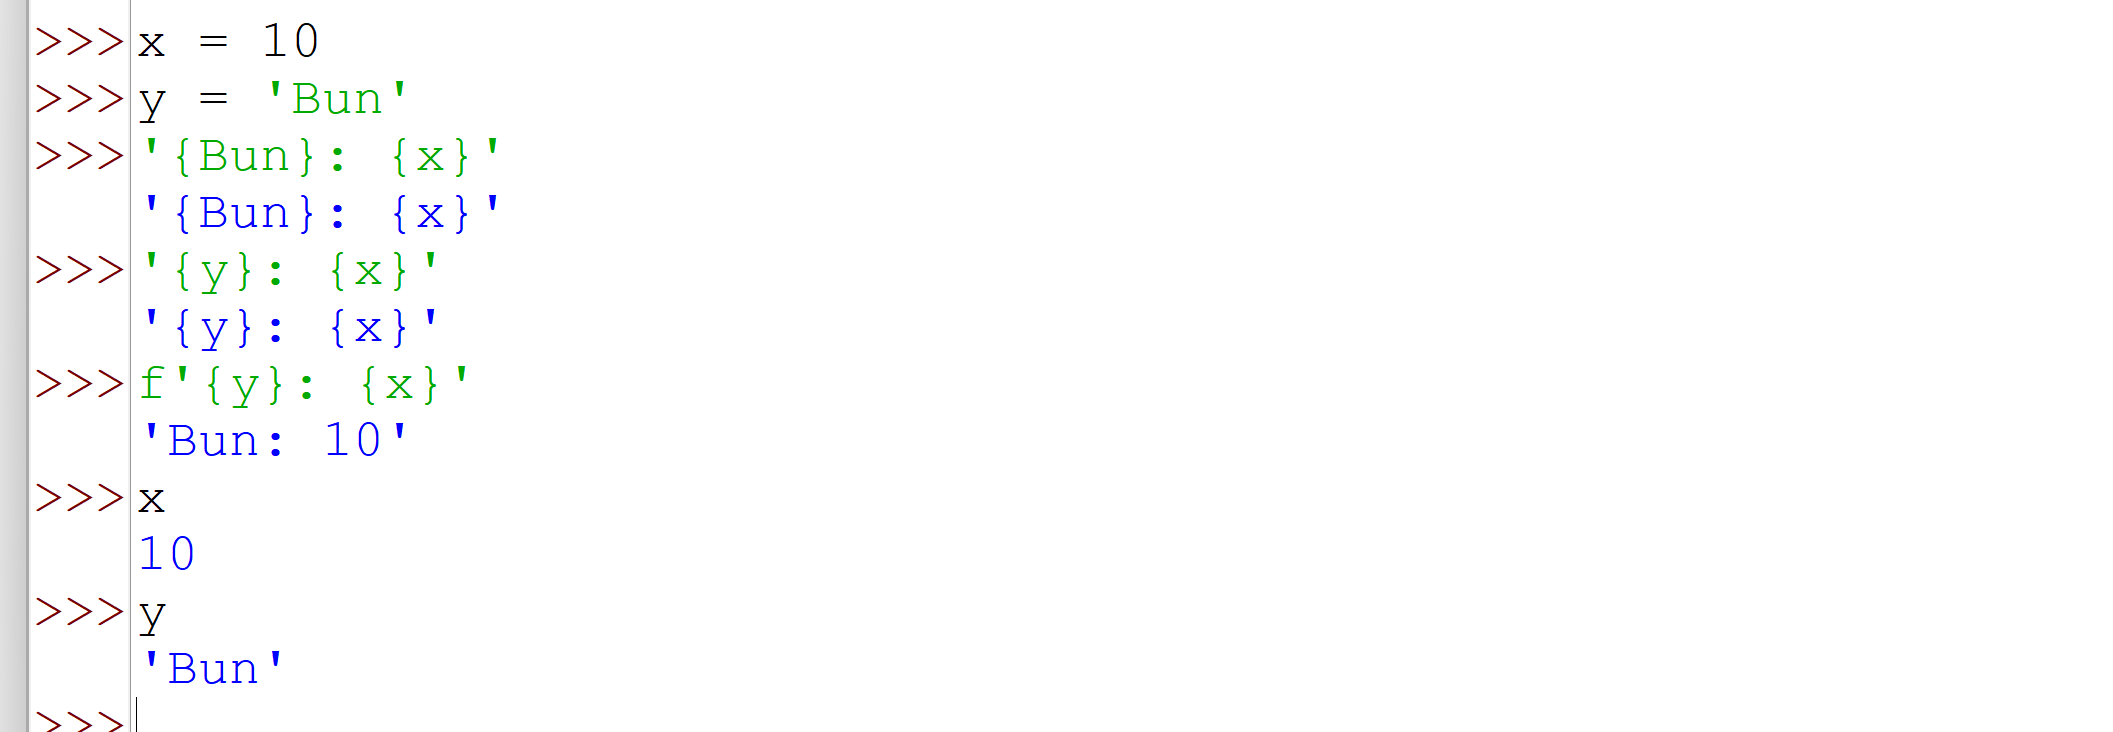 >>> x = 10
>>> y = 'Bun'
>>> '{Bun}: {x}'
'{Bun}: {x}'
>>> '{y}: {x}'
'{y}: {x}'
>>> f'{y}: {x}'
'Bun: 10'
>>> x
10
>>> y
'Bun'
>>>